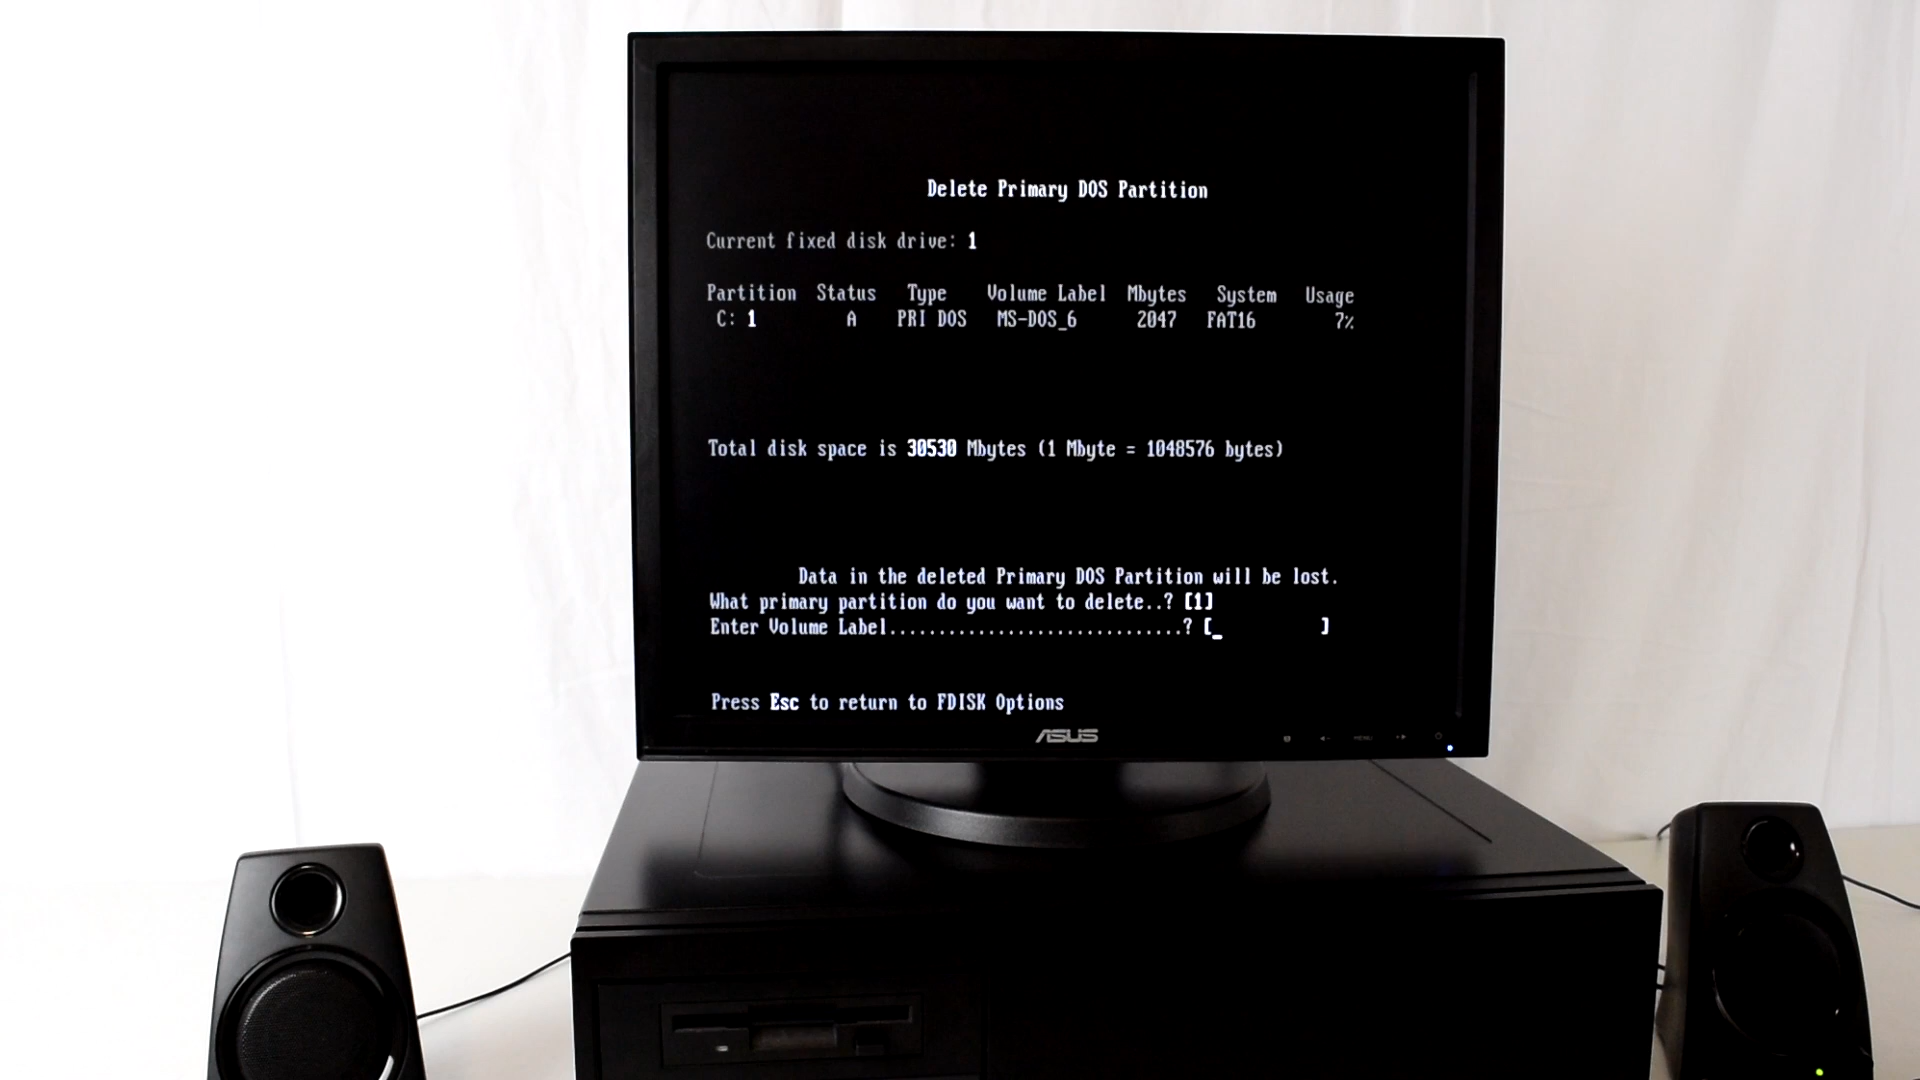 Delete Primary DOS Partition
Current fixed disk drive: 1
Partition Status Type Volume Label Mbytes System Usage
C: 1 A PRI DOS MS-DOS_6 2047 FAT16 7%
Total disk space is 30530 Mbytes (1 Mbyte = 1048576 bytes)
Data in the deleted Primary DOS Partition will be lost.
What primary partition do you want to delete..? [1]
Enter Volume Label..............................? [_ ]
Press Esc to return to FDISK Options
ASUS
MENU